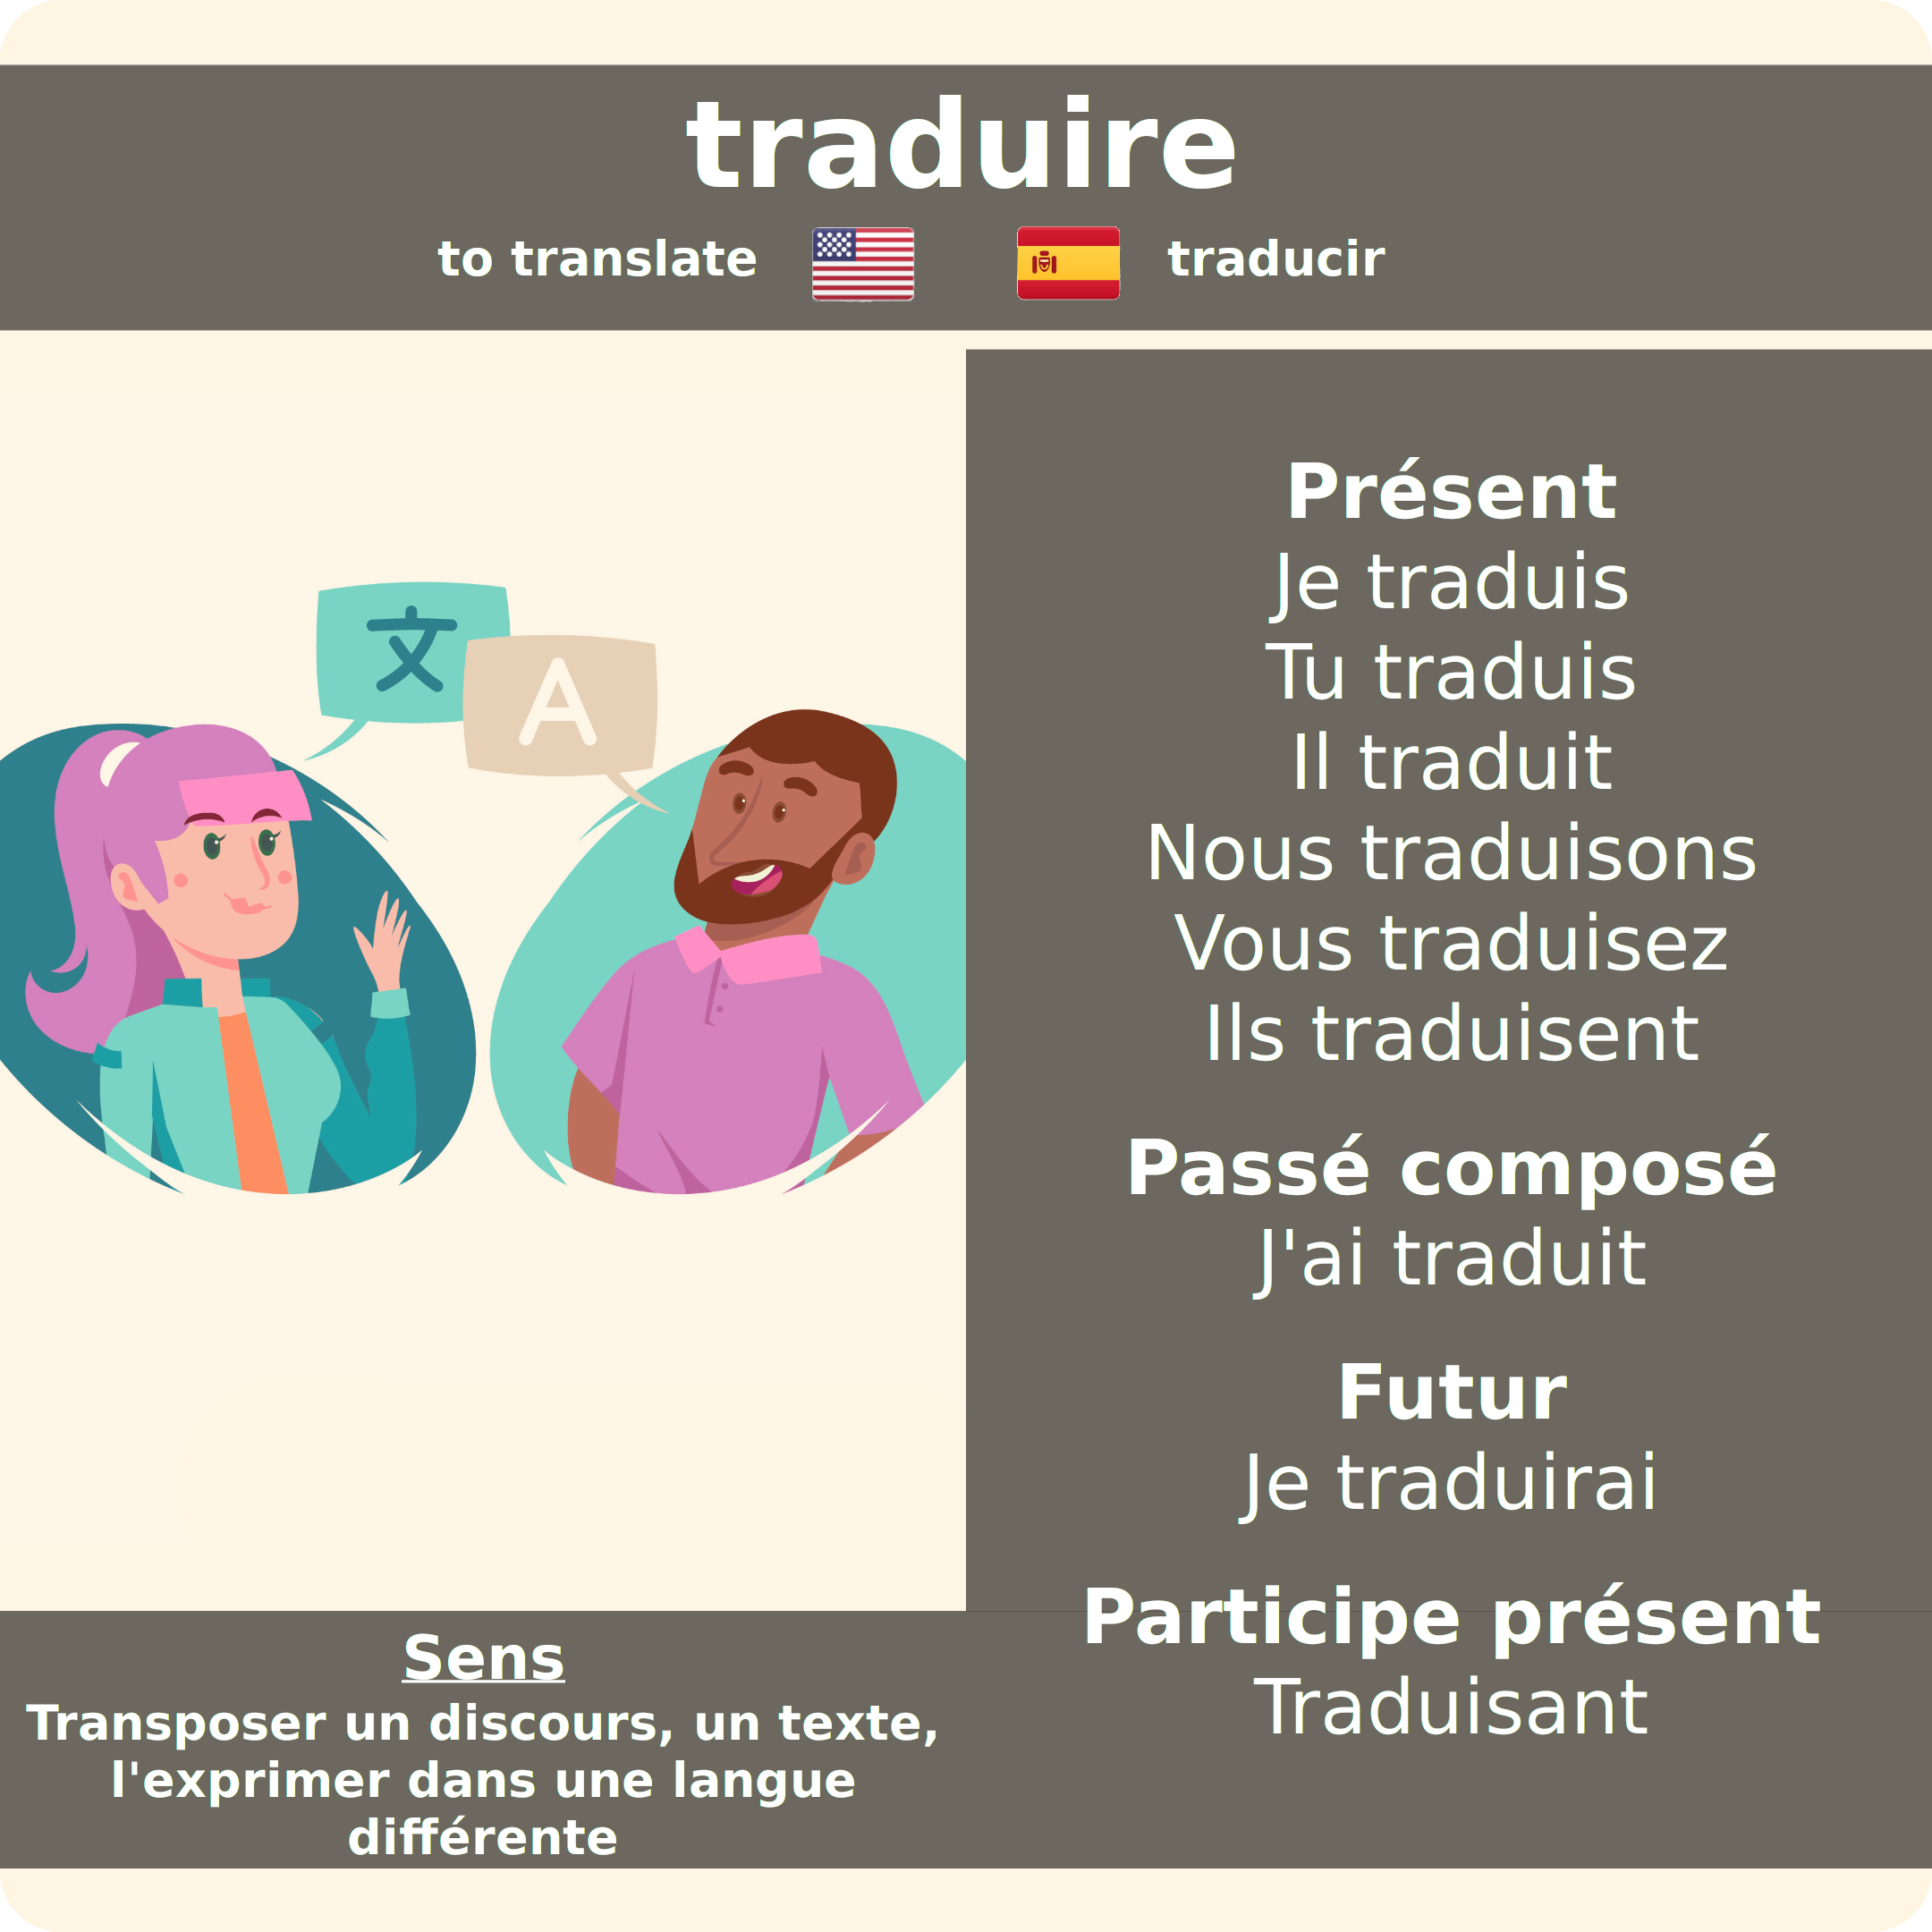 traduire
to translate
traducir
文
A
Présent
Je traduis
Tu traduis
Il traduit
Nous traduisons
Vous traduisez
Ils traduisent
Passé composé
J'ai traduit
Futur
Je traduirai
Participe présent
Traduisant
Sens
Transposer un discours, un texte,
l'exprimer dans une langue
différente